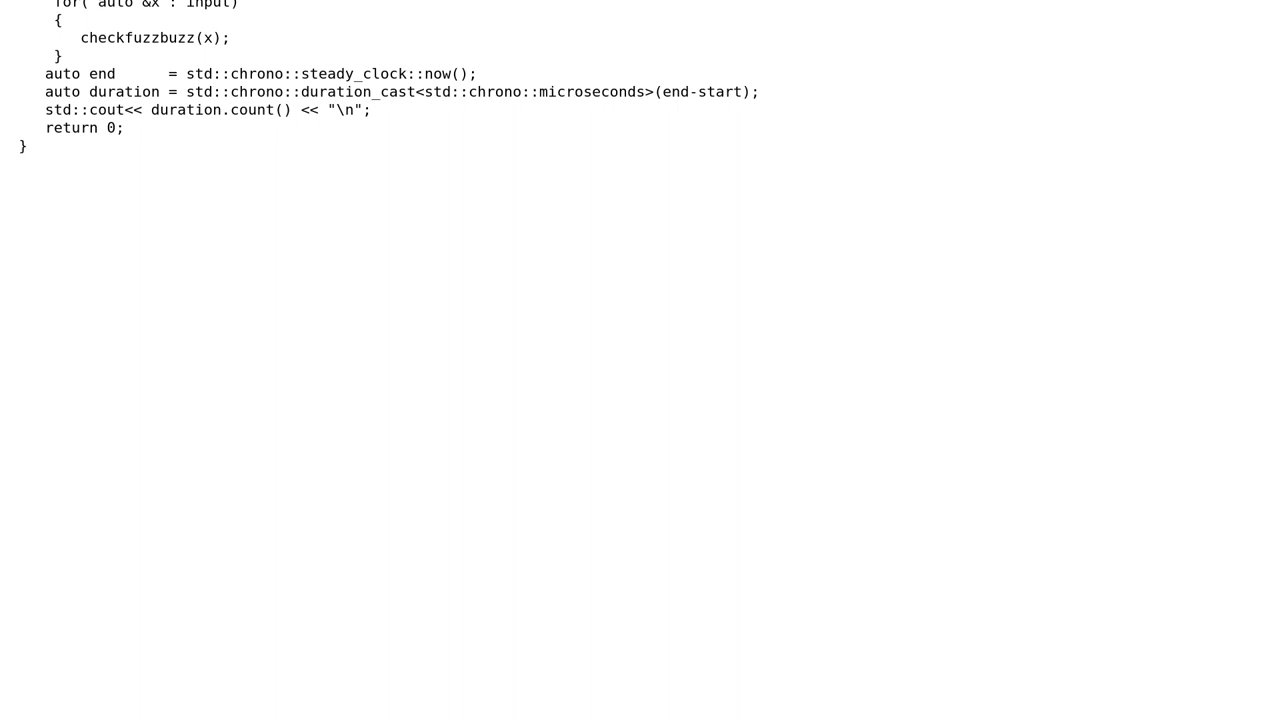 for( auto &x : input)
{
checkfuzzbuzz(x);
}
auto end      = std::chrono::steady_clock::now();
auto duration = std::chrono::duration_cast<std::chrono::microseconds>(end-start);
std::cout<< duration.count() << "\n";
return 0;
}